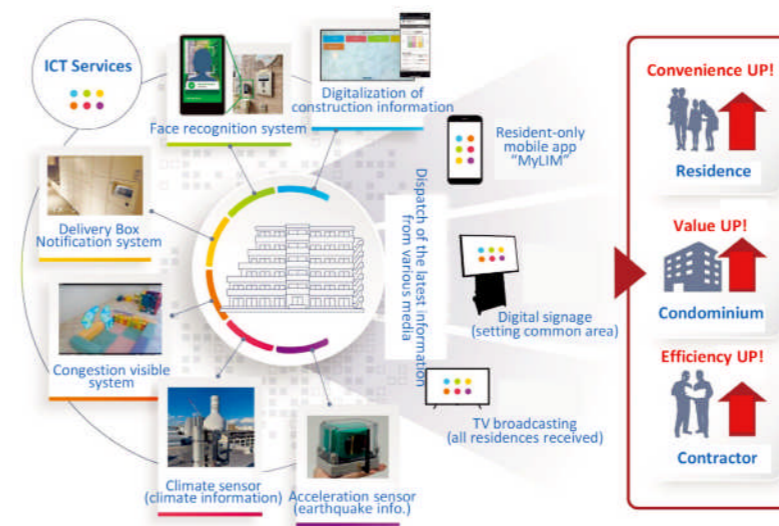 ICT Services
Face recognition system
Digitalization of
construction information
Delivery Box
Notification system
Congestion visible
system
Climate sensor
(climate information)
Acceleration sensor
(earthquake info.)
Dispatch of the latest information
from various media
Resident-only
mobile app
“MyLIM”
Digital signage
(setting common area)
TV broadcasting
(all residences received)
Convenience UP!
Residence
Value UP!
Condominium
Efficiency UP!
Contractor